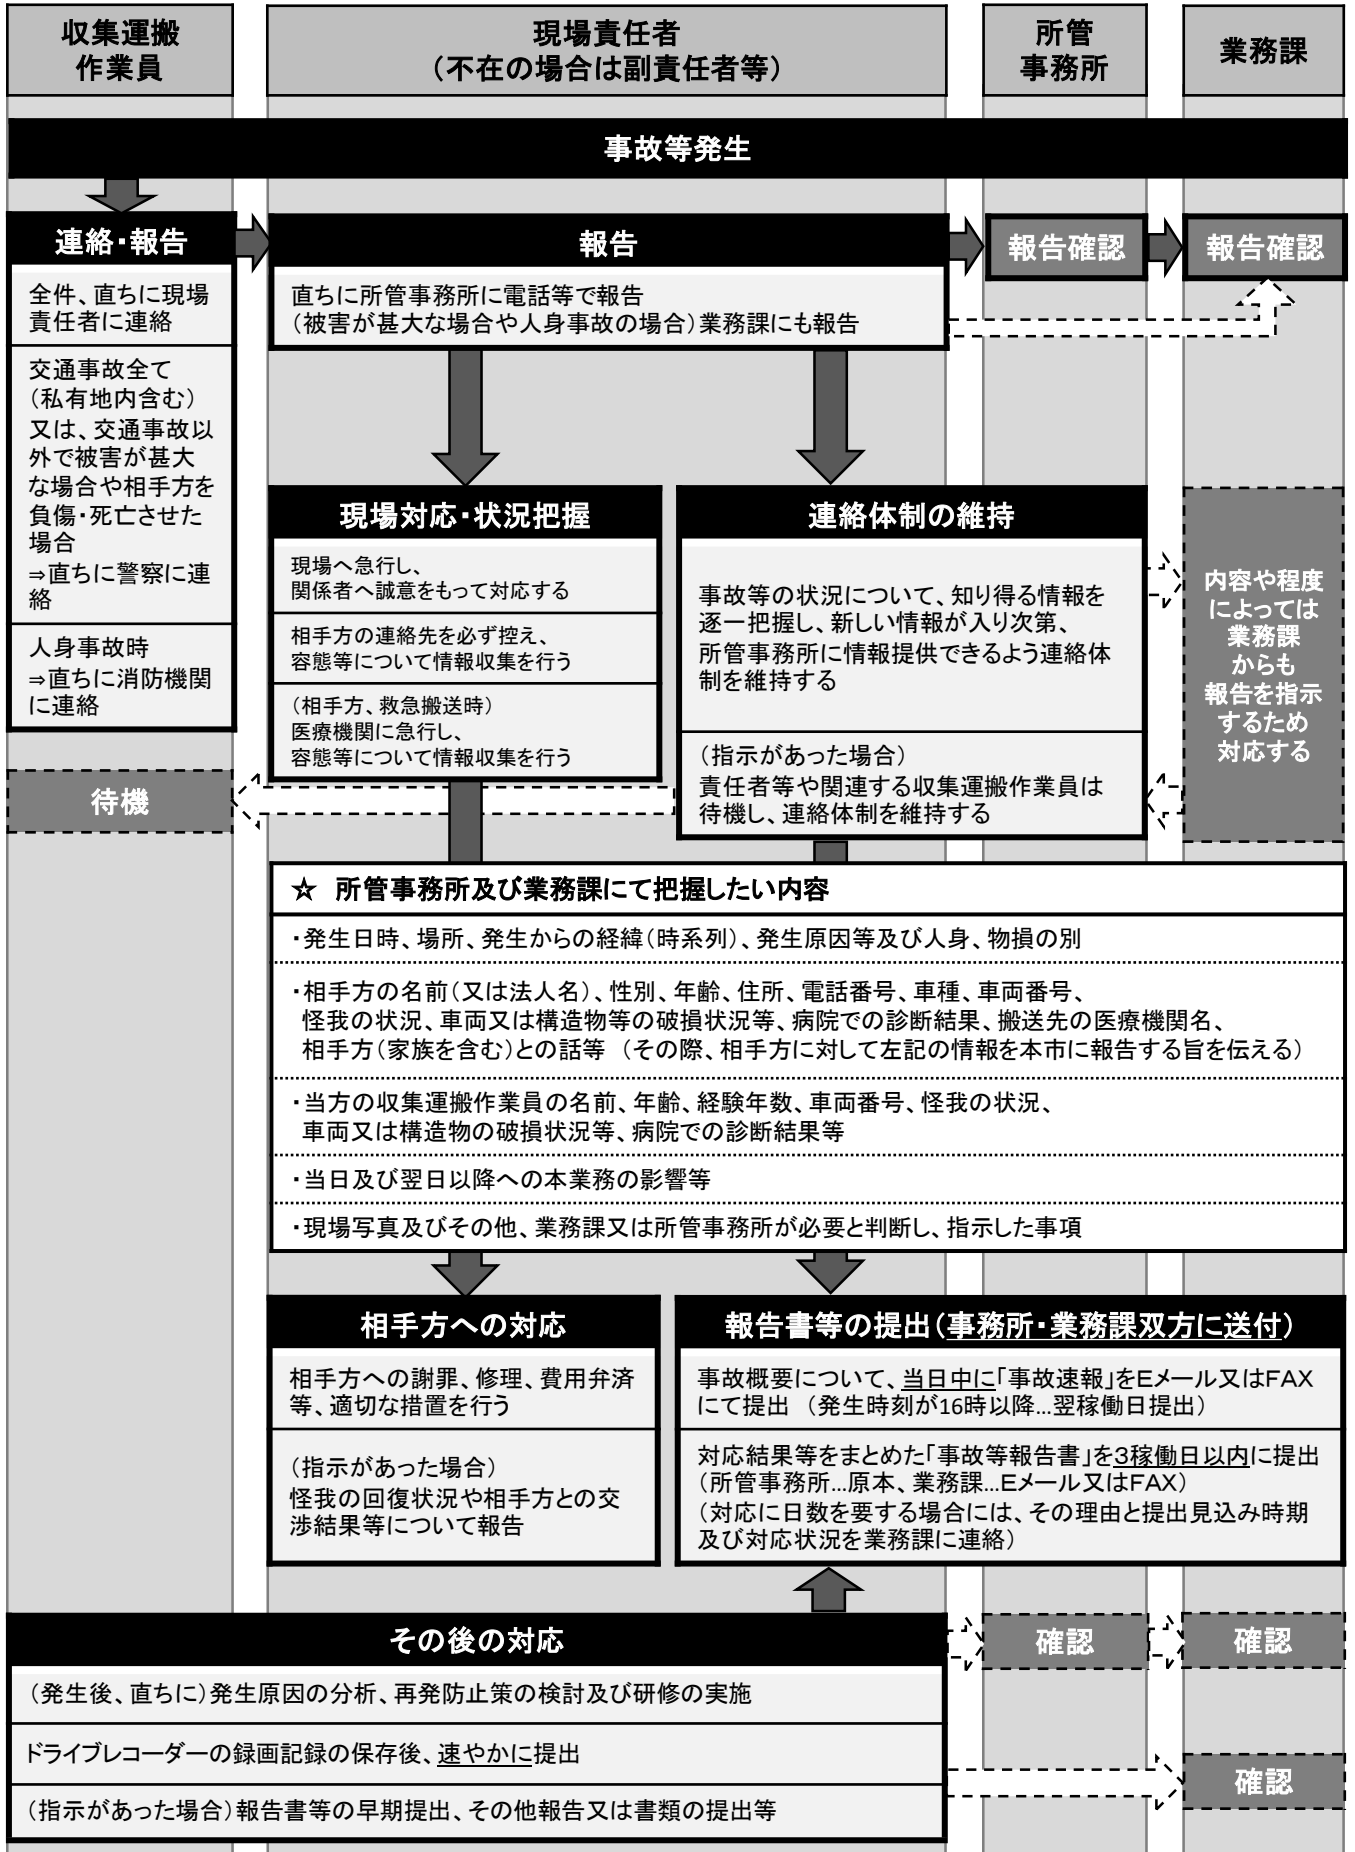 収集運搬
作業員
現場責任者
（不在の場合は副責任者等）
所管
事務所
業務課
事故等発生
連絡・報告
全件、直ちに現場
責任者に連絡
交通事故全て
（私有地内含む）
又は、交通事故以
外で被害が甚大
な場合や相手方を
負傷・死亡させた
場合
⇒直ちに警察に連
絡
人身事故時
⇒直ちに消防機関
に連絡
待機
報告
直ちに所管事務所に電話等で報告
（被害が甚大な場合や人身事故の場合）業務課にも報告
報告確認
報告確認
現場対応・状況把握
現場へ急行し、
関係者へ誠意をもって対応する
相手方の連絡先を必ず控え、
容態等について情報収集を行う
（相手方、救急搬送時）
医療機関に急行し、
容態等について情報収集を行う
連絡体制の維持
事故等の状況について、知り得る情報を
逐一把握し、新しい情報が入り次第、
所管事務所に情報提供できるよう連絡体
制を維持する
（指示があった場合）
責任者等や関連する収集運搬作業員は
待機し、連絡体制を維持する
内容や程度
によっては
業務課
からも
報告を指示
するため
対応する
☆ 所管事務所及び業務課にて把握したい内容
・発生日時、場所、発生からの経緯（時系列）、発生原因等及び人身、物損の別
・相手方の名前（又は法人名）、性別、年齢、住所、電話番号、車種、車両番号、
怪我の状況、車両又は構造物等の破損状況等、病院での診断結果、搬送先の医療機関名、
相手方（家族を含む）との話等 （その際、相手方に対して左記の情報を本市に報告する旨を伝える）
・当方の収集運搬作業員の名前、年齢、経験年数、車両番号、怪我の状況、
車両又は構造物の破損状況等、病院での診断結果等
・当日及び翌日以降への本業務の影響等
・現場写真及びその他、業務課又は所管事務所が必要と判断し、指示した事項
相手方への対応
相手方への謝罪、修理、費用弁済
等、適切な措置を行う
（指示があった場合）
怪我の回復状況や相手方との交
渉結果等について報告
報告書等の提出（事務所・業務課双方に送付）
事故概要について、当日中に「事故速報」をEメール又はFAX
にて提出 （発生時刻が16時以降…翌稼働日提出）
対応結果等をまとめた「事故等報告書」を3稼働日以内に提出
（所管事務所…原本、業務課…Eメール又はFAX）
（対応に日数を要する場合には、その理由と提出見込み時期
及び対応状況を業務課に連絡）
その後の対応
（発生後、直ちに）発生原因の分析、再発防止策の検討及び研修の実施
ドライブレコーダーの録画記録の保存後、速やかに提出
（指示があった場合）報告書等の早期提出、その他報告又は書類の提出等
確認
確認
確認